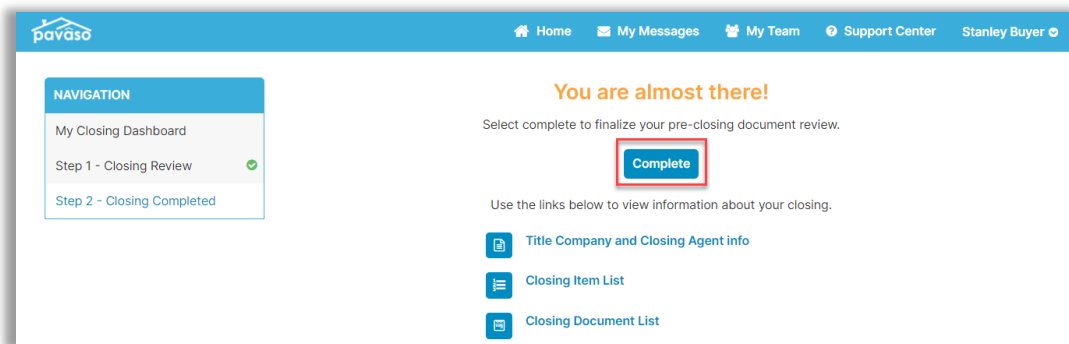 pavaso
Home
My Messages
My Team
Support Center
Stanley Buyer
NAVIGATION
My Closing Dashboard
Step 1 - Closing Review
Step 2 - Closing Completed
You are almost there!
Select complete to finalize your pre-closing document review.
Complete
Use the links below to view information about your closing.
Title Company and Closing Agent info
Closing Item List
Closing Document List